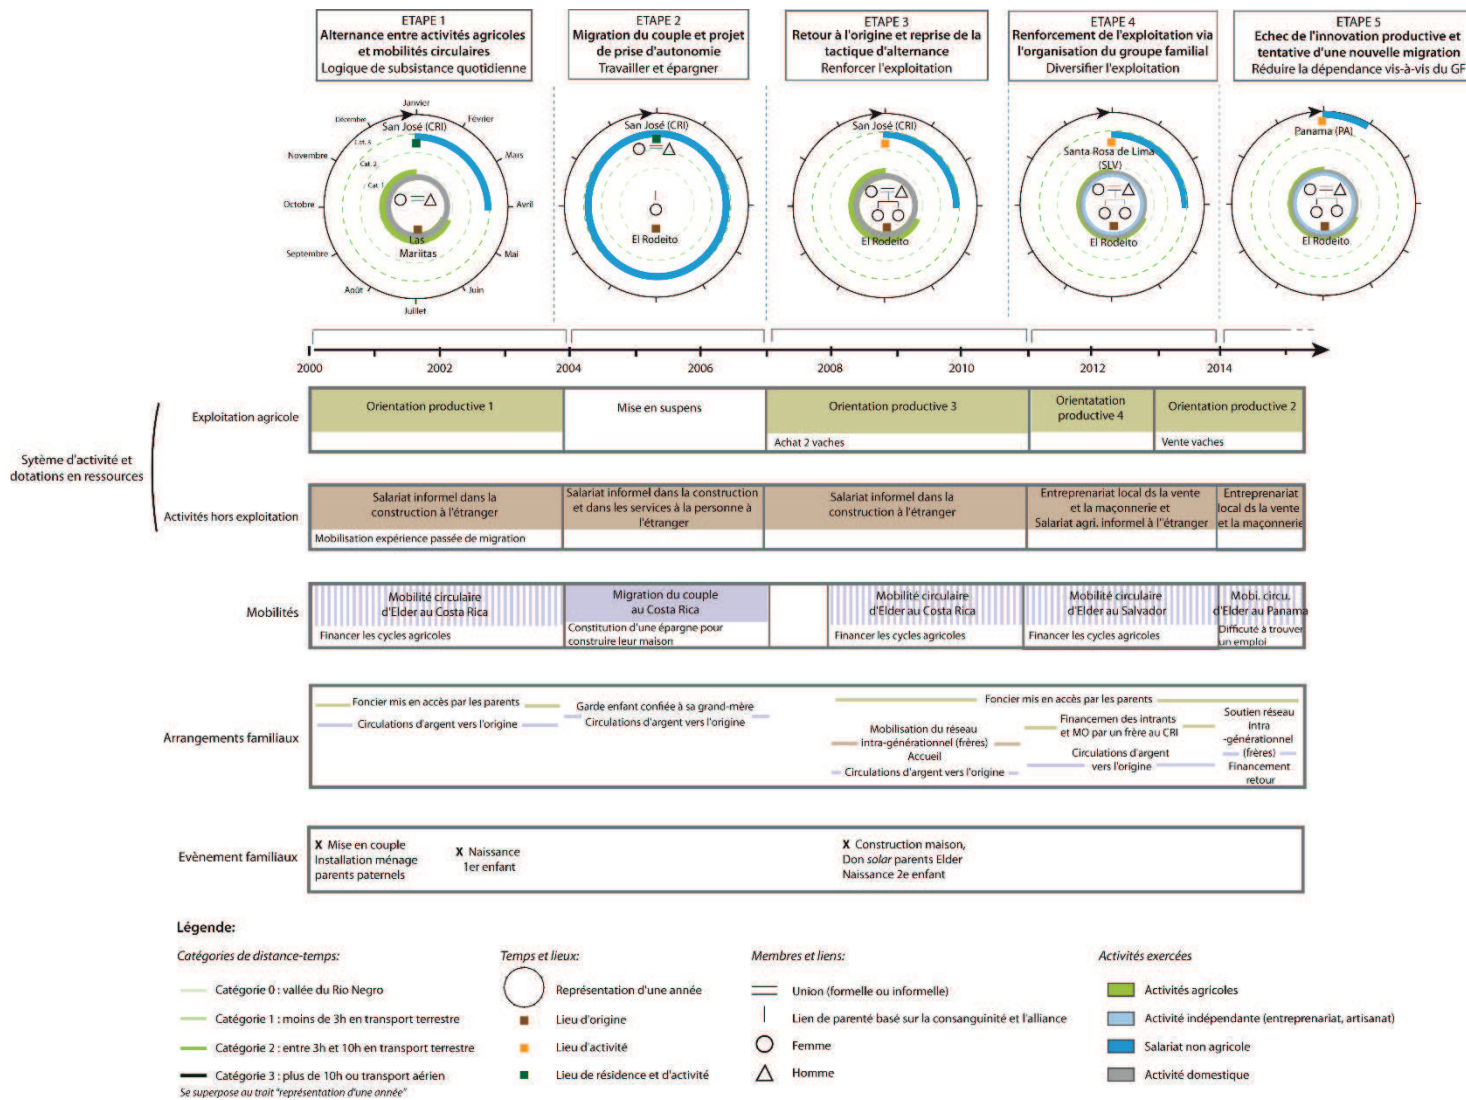 ETAPE 1
Alternance entre activités agricoles
et mobilités circulaires
Logique de subsistance quotidienne
ETAPE 2
Migration du couple et projet
de prise d'autonomie
Travailler et épargner
ETAPE 3
Retour à l'origine et reprise de la
tactique d'alternance
Renforcer l'exploitation
ETAPE 4
Renforcement de l'exploitation via
l'organisation du groupe familial
Diversifier l'exploitation
ETAPE 5
Echec de l'innovation productive et
tentative d'une nouvelle migration
Réduire la dépendance vis-à-vis du GF
Janvier
Février
Mars
Avril
Mai
Juin
Juillet
Août
Septembre
Octobre
Novembre
Décembre
Cat. 3
Cat. 2
Cat. 1
San José (CRI)
Las
Mariitas
San José (CRI)
El Rodeito
San José (CRI)
El Rodeito
Santa Rosa de Lima
(SLV)
El Rodeito
Panama (PA)
El Rodeito
2000
2002
2004
2006
2008
2010
2012
2014
Sytème d'activité et
dotations en ressources
Exploitation agricole
Orientation productive 1
Mise en suspens
Orientation productive 3
Achat 2 vaches
Orientatation
productive 4
Orientation productive 2
Vente vaches
Activités hors exploitation
Salariat informel dans la
construction à l'étranger
Mobilisation expérience passée de migration
Salariat informel dans la construction
et dans les services à la personne à
l'étranger
Salariat informel dans la
construction à l'étranger
Entreprenariat local ds la vente
et la maçonnerie et
Salariat agri. informel à l''étranger
Entreprenariat
local ds la vente
et la maçonnerie
Mobilités
Mobilité circulaire
d'Elder au Costa Rica
Financer les cycles agricoles
Migration du couple
au Costa Rica
Constitution d'une épargne pour
construire leur maison
Mobilité circulaire
d'Elder au Costa Rica
Financer les cycles agricoles
Mobilité circulaire
d'Elder au Salvador
Financer les cycles agricoles
Mobi. circu.
d'Elder au Panama
Difficuté à trouver
un emploi
Arrangements familiaux
Foncier mis en accès par les parents
Circulations d'argent vers l'origine
Garde enfant confiée à sa grand-mère
Circulations d'argent vers l'origine
Foncier mis en accès par les parents
Mobilisation du réseau
intra-générationnel (frères)
Accueil
Circulations d'argent vers l'origine
Financemen des intrants
et MO par un frère au CRI
Circulations d'argent
vers l'origine
Soutien réseau
intra
-générationnel
(frères)
Financement
retour
Evènement familiaux
X Mise en couple
Installation ménage
parents paternels
X Naissance
1er enfant
X Construction maison,
Don solar parents Elder
Naissance 2e enfant
Légende:
Catégories de distance-temps:
Catégorie 0 : vallée du Rio Negro
Catégorie 1 : moins de 3h en transport terrestre
Catégorie 2 : entre 3h et 10h en transport terrestre
Catégorie 3 : plus de 10h ou transport aérien
Se superpose au trait "représentation d'une année"
Temps et lieux:
Représentation d'une année
Lieu d'origine
Lieu d'activité
Lieu de résidence et d'activité
Membres et liens:
Union (formelle ou informelle)
Lien de parenté basé sur la consanguinité et l'alliance
Femme
Homme
Activités exercées
Activités agricoles
Activité indépendante (entreprenariat, artisanat)
Salariat non agricole
Activité domestique